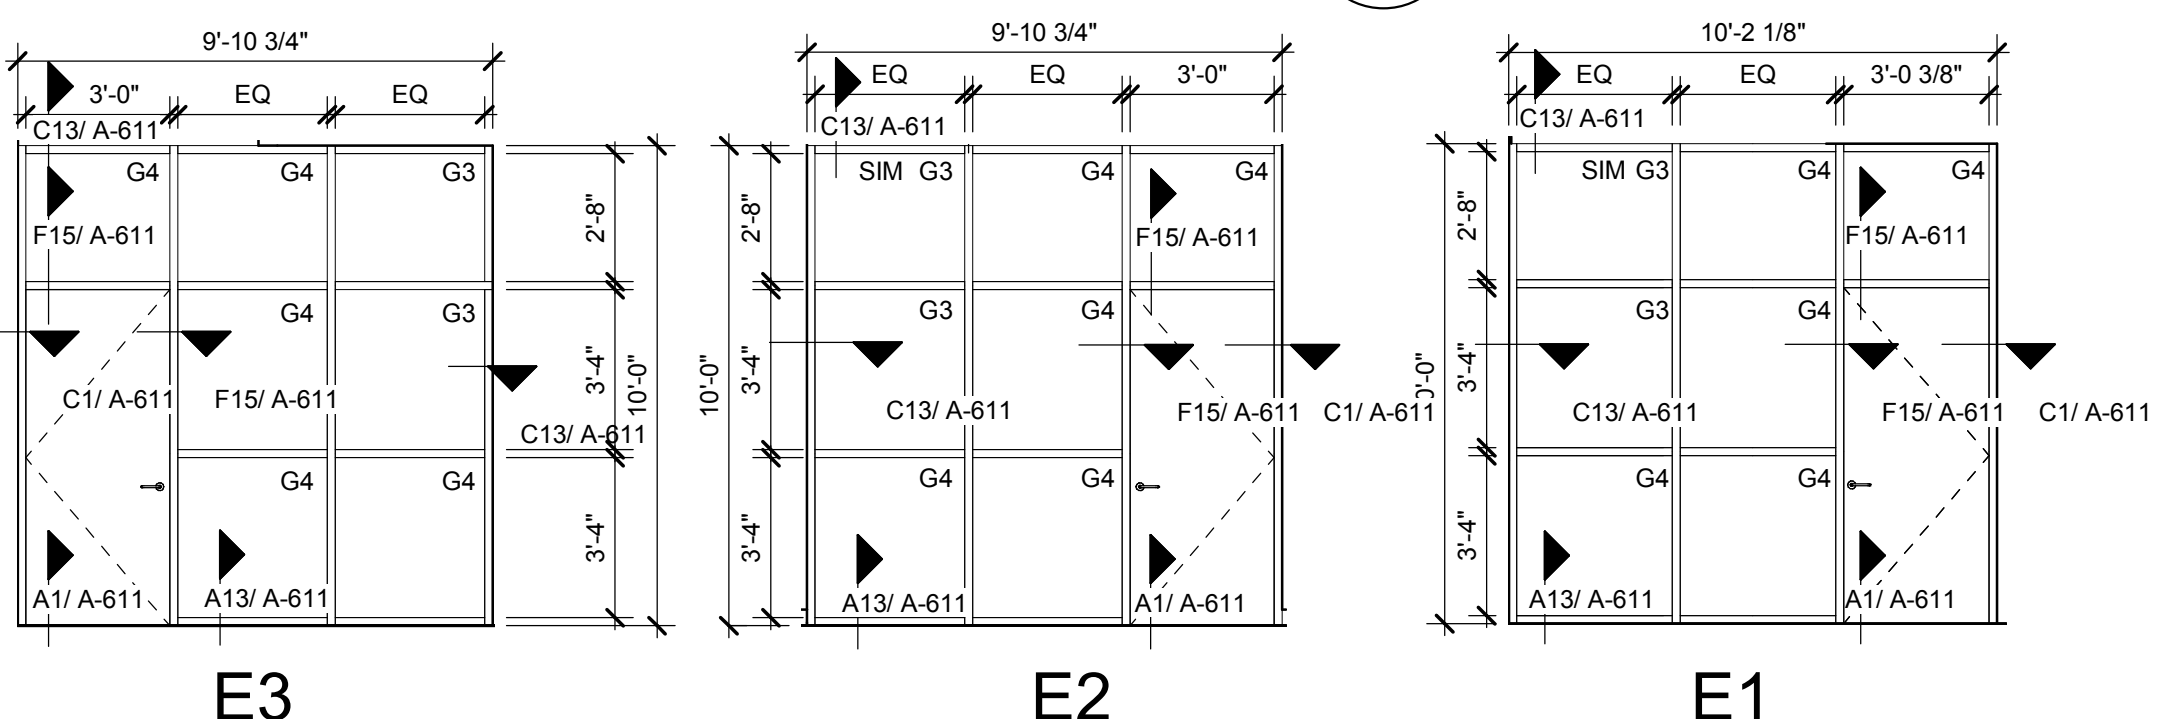 9'-10 3/4"
3'-0" EQ EQ
C13/ A-611
G4 G4 G3
F15/ A-611
2'-8"
G4 G3
C1/ A-611 F15/ A-611
3'-4"
10'-0"
C13/ A-611
G4 G4
3'-4"
A1/ A-611 A13/ A-611
E3
9'-10 3/4"
EQ EQ 3'-0"
C13/ A-611
SIM G3 G4 G4
2'-8"
F15/ A-611
G3 G4
10'-0"
3'-4"
C13/ A-611 F15/ A-611 C1/ A-611
G4 G4
3'-4"
A13/ A-611 A1/ A-611
E2
10'-2 1/8"
EQ EQ 3'-0 3/8"
C13/ A-611
SIM G3 G4 G4
2'-8"
F15/ A-611
G3 G4
3'-4"
C13/ A-611 F15/ A-611 C1/ A-611
G4 G4
3'-4"
A13/ A-611 A1/ A-611
E1